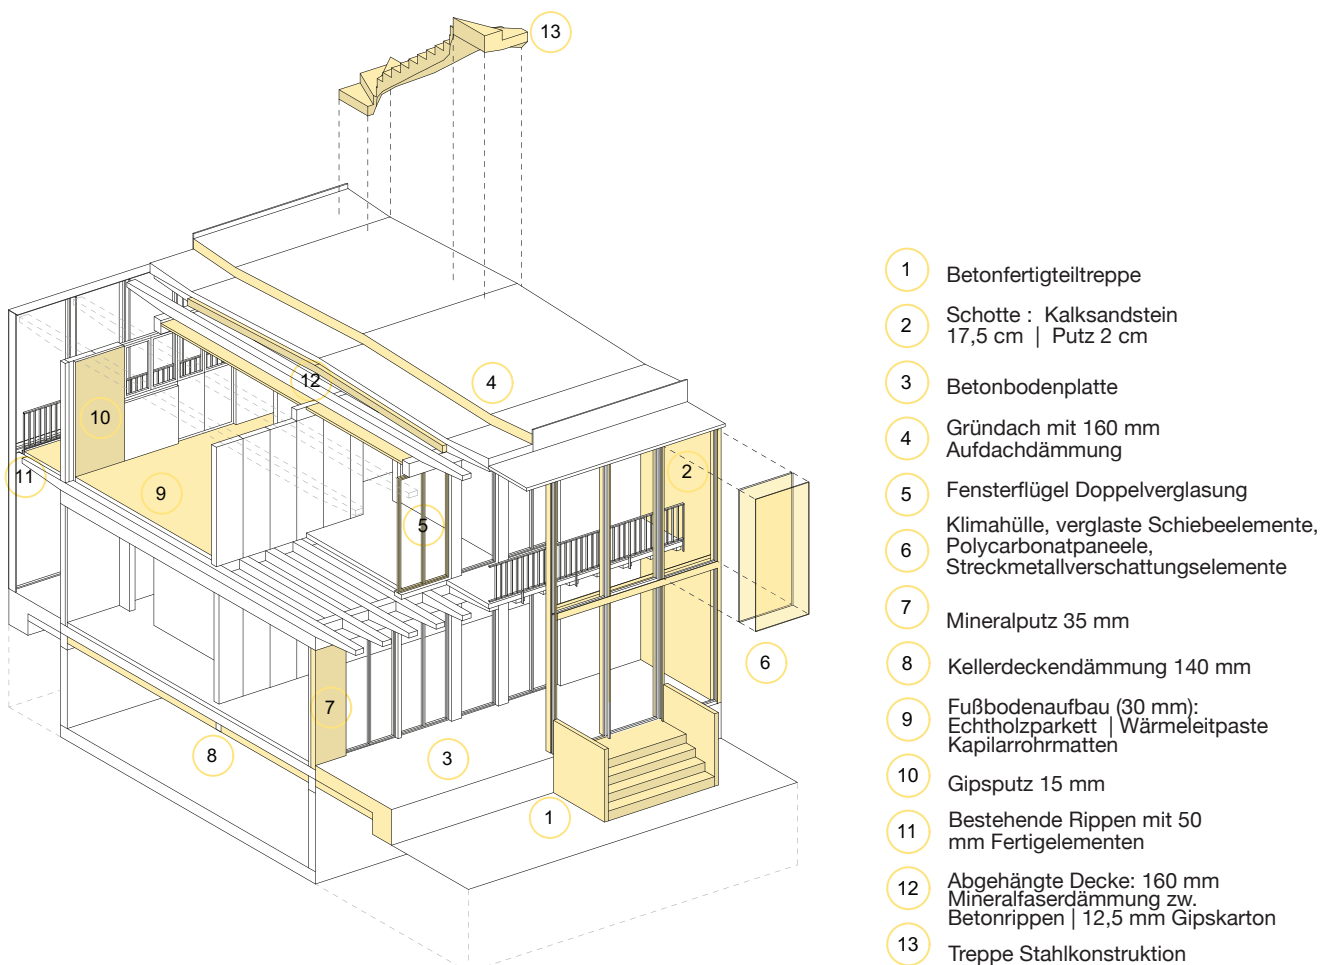 13
12
4
10
2
11
9
5
6
7
8
3
1
1 Betonfertigteiltreppe
2 Schotte : Kalksandstein
17,5 cm | Putz 2 cm
3 Betonbodenplatte
4 Gründach mit 160 mm
Aufdachdämmung
5 Fensterflügel Doppelverglasung
6 Klimahülle, verglaste Schiebeelemente,
Polycarbonatpaneele,
Streckmetallverschattungselemente
7 Mineralputz 35 mm
8 Kellerdeckendämmung 140 mm
9 Fußbodenaufbau (30 mm):
Echtholzparkett | Wärmeleitpaste
Kapilarrohrmatten
10 Gipsputz 15 mm
11 Bestehende Rippen mit 50
mm Fertigelementen
12 Abgehängte Decke: 160 mm
Mineralfaserdämmung zw.
Betonrippen | 12,5 mm Gipskarton
13 Treppe Stahlkonstruktion